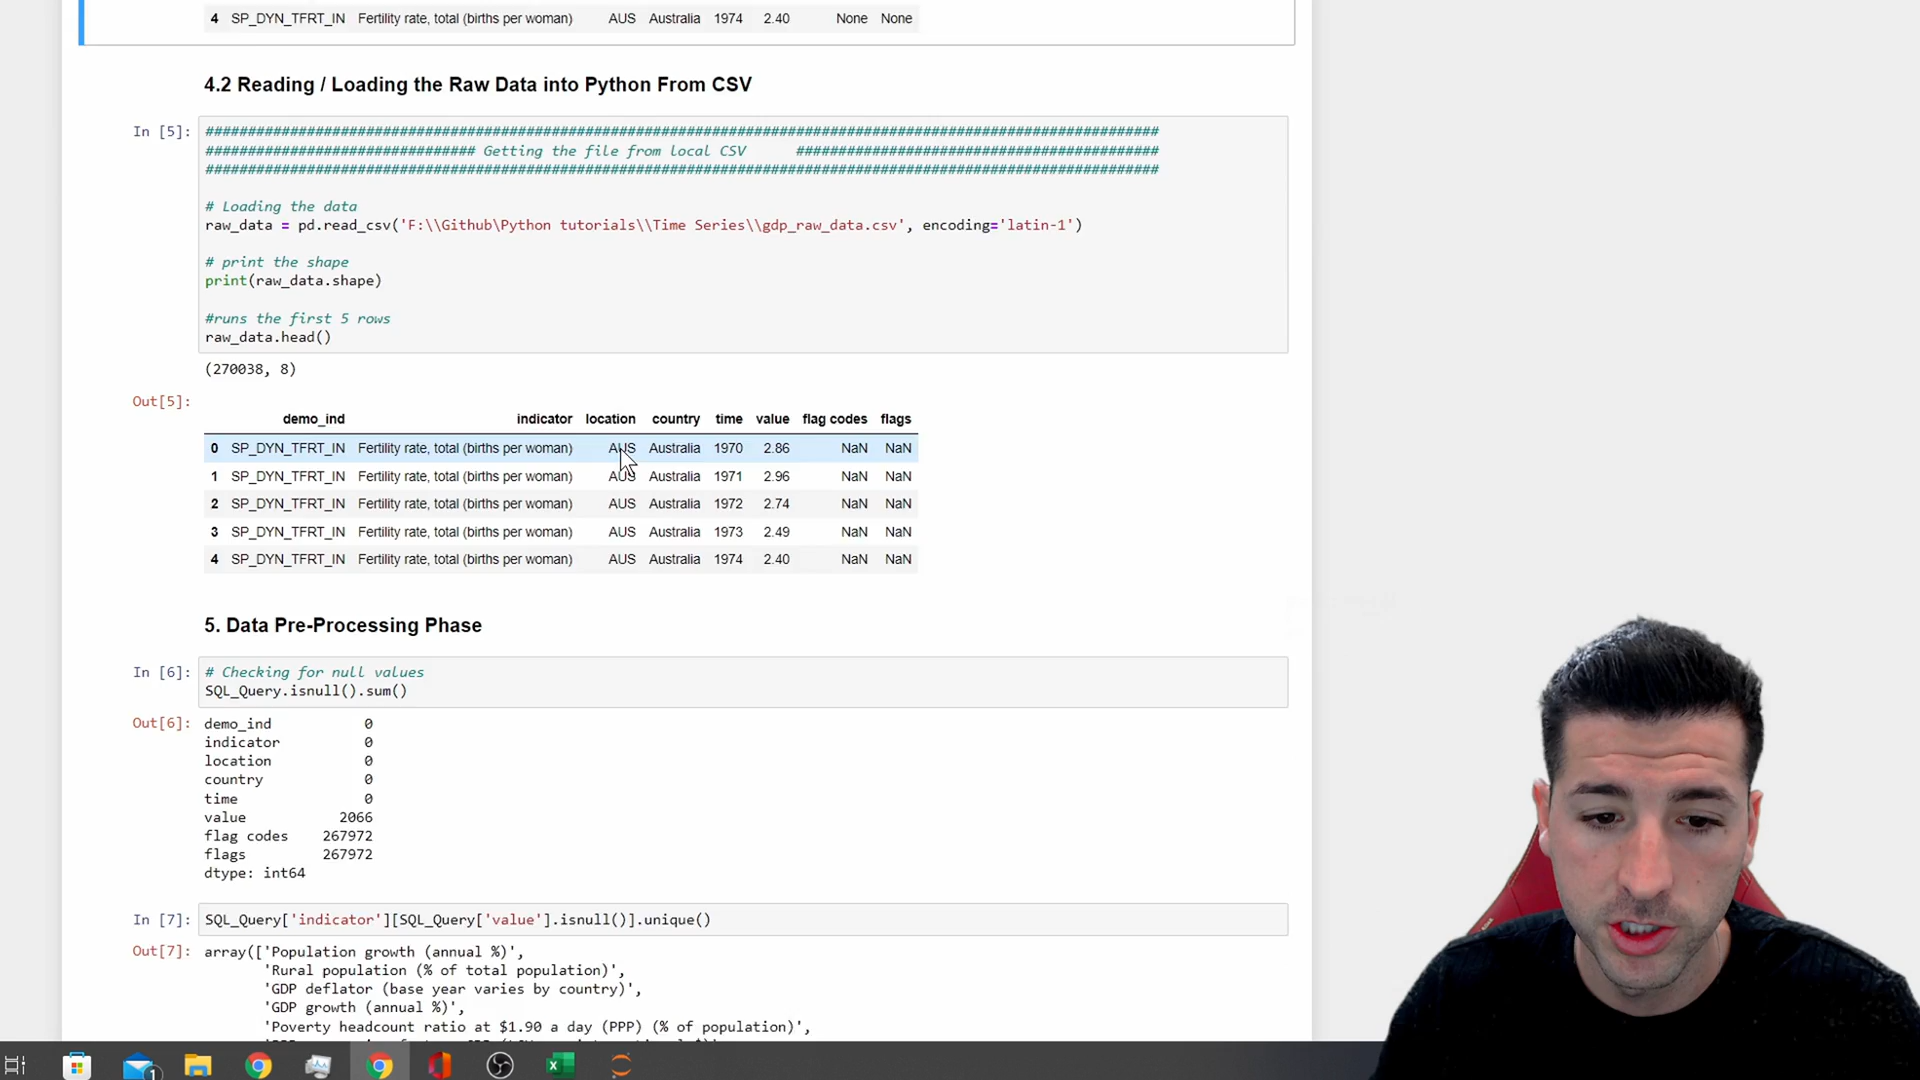 4 SP_DYN_TFRT_IN Fertility rate, total (births per woman) AUS Australia 1974 2.40 None None
4.2 Reading / Loading the Raw Data into Python From CSV
In [5]:
#################################################################################################################
################################ Getting the file from local CSV ###########################################
#################################################################################################################
# Loading the data
raw_data = pd.read_csv('F:\\Github\Python tutorials\\Time Series\\gdp_raw_data.csv', encoding='latin-1')
# print the shape
print(raw_data.shape)
#runs the first 5 rows
raw_data.head()
(270038, 8)
Out[5]:
demo_ind indicator location country time value flag codes flags
0 SP_DYN_TFRT_IN Fertility rate, total (births per woman) AUS Australia 1970 2.86 NaN NaN
1 SP_DYN_TFRT_IN Fertility rate, total (births per woman) AUS Australia 1971 2.96 NaN NaN
2 SP_DYN_TFRT_IN Fertility rate, total (births per woman) AUS Australia 1972 2.74 NaN NaN
3 SP_DYN_TFRT_IN Fertility rate, total (births per woman) AUS Australia 1973 2.49 NaN NaN
4 SP_DYN_TFRT_IN Fertility rate, total (births per woman) AUS Australia 1974 2.40 NaN NaN
5. Data Pre-Processing Phase
In [6]: # Checking for null values
SQL_Query.isnull().sum()
Out[6]: demo_ind 0
indicator 0
location 0
country 0
time 0
value 2066
flag codes 267972
flags 267972
dtype: int64
In [7]: SQL_Query['indicator'][SQL_Query['value'].isnull()].unique()
Out[7]: array(['Population growth (annual %)',
'Rural population (% of total population)',
'GDP deflator (base year varies by country)',
'GDP growth (annual %)',
'Poverty headcount ratio at $1.90 a day (PPP) (% of population)',
1